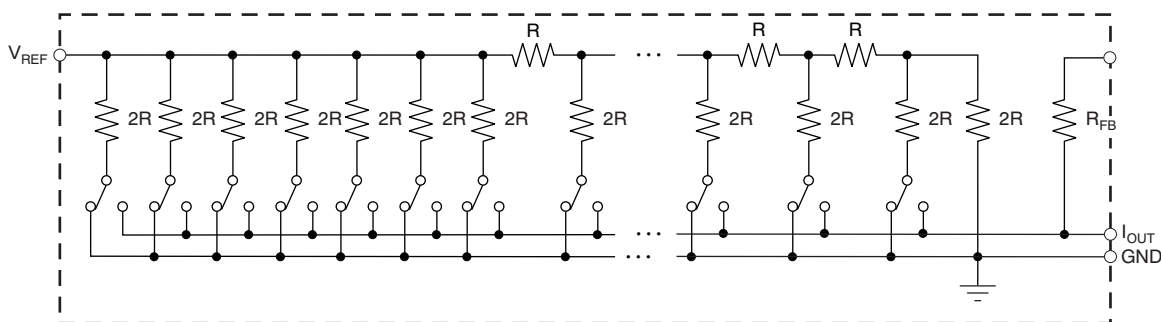 R R R
V_REF ...
2R 2R 2R 2R 2R 2R 2R 2R 2R 2R 2R 2R R_FB
... I_OUT
... GND